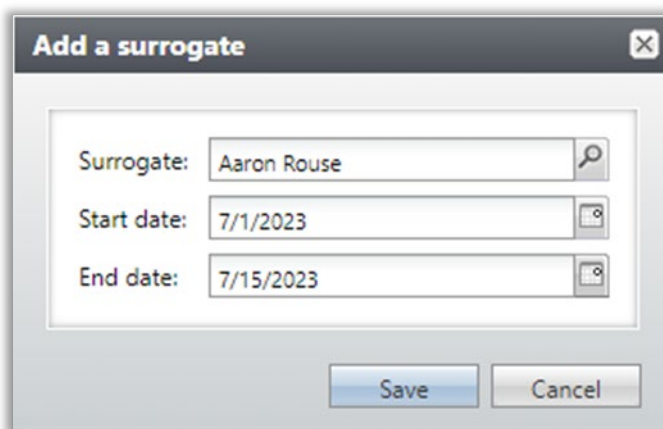 Add a surrogate
Surrogate: Aaron Rouse
Start date: 7/1/2023
End date: 7/15/2023
Save Cancel